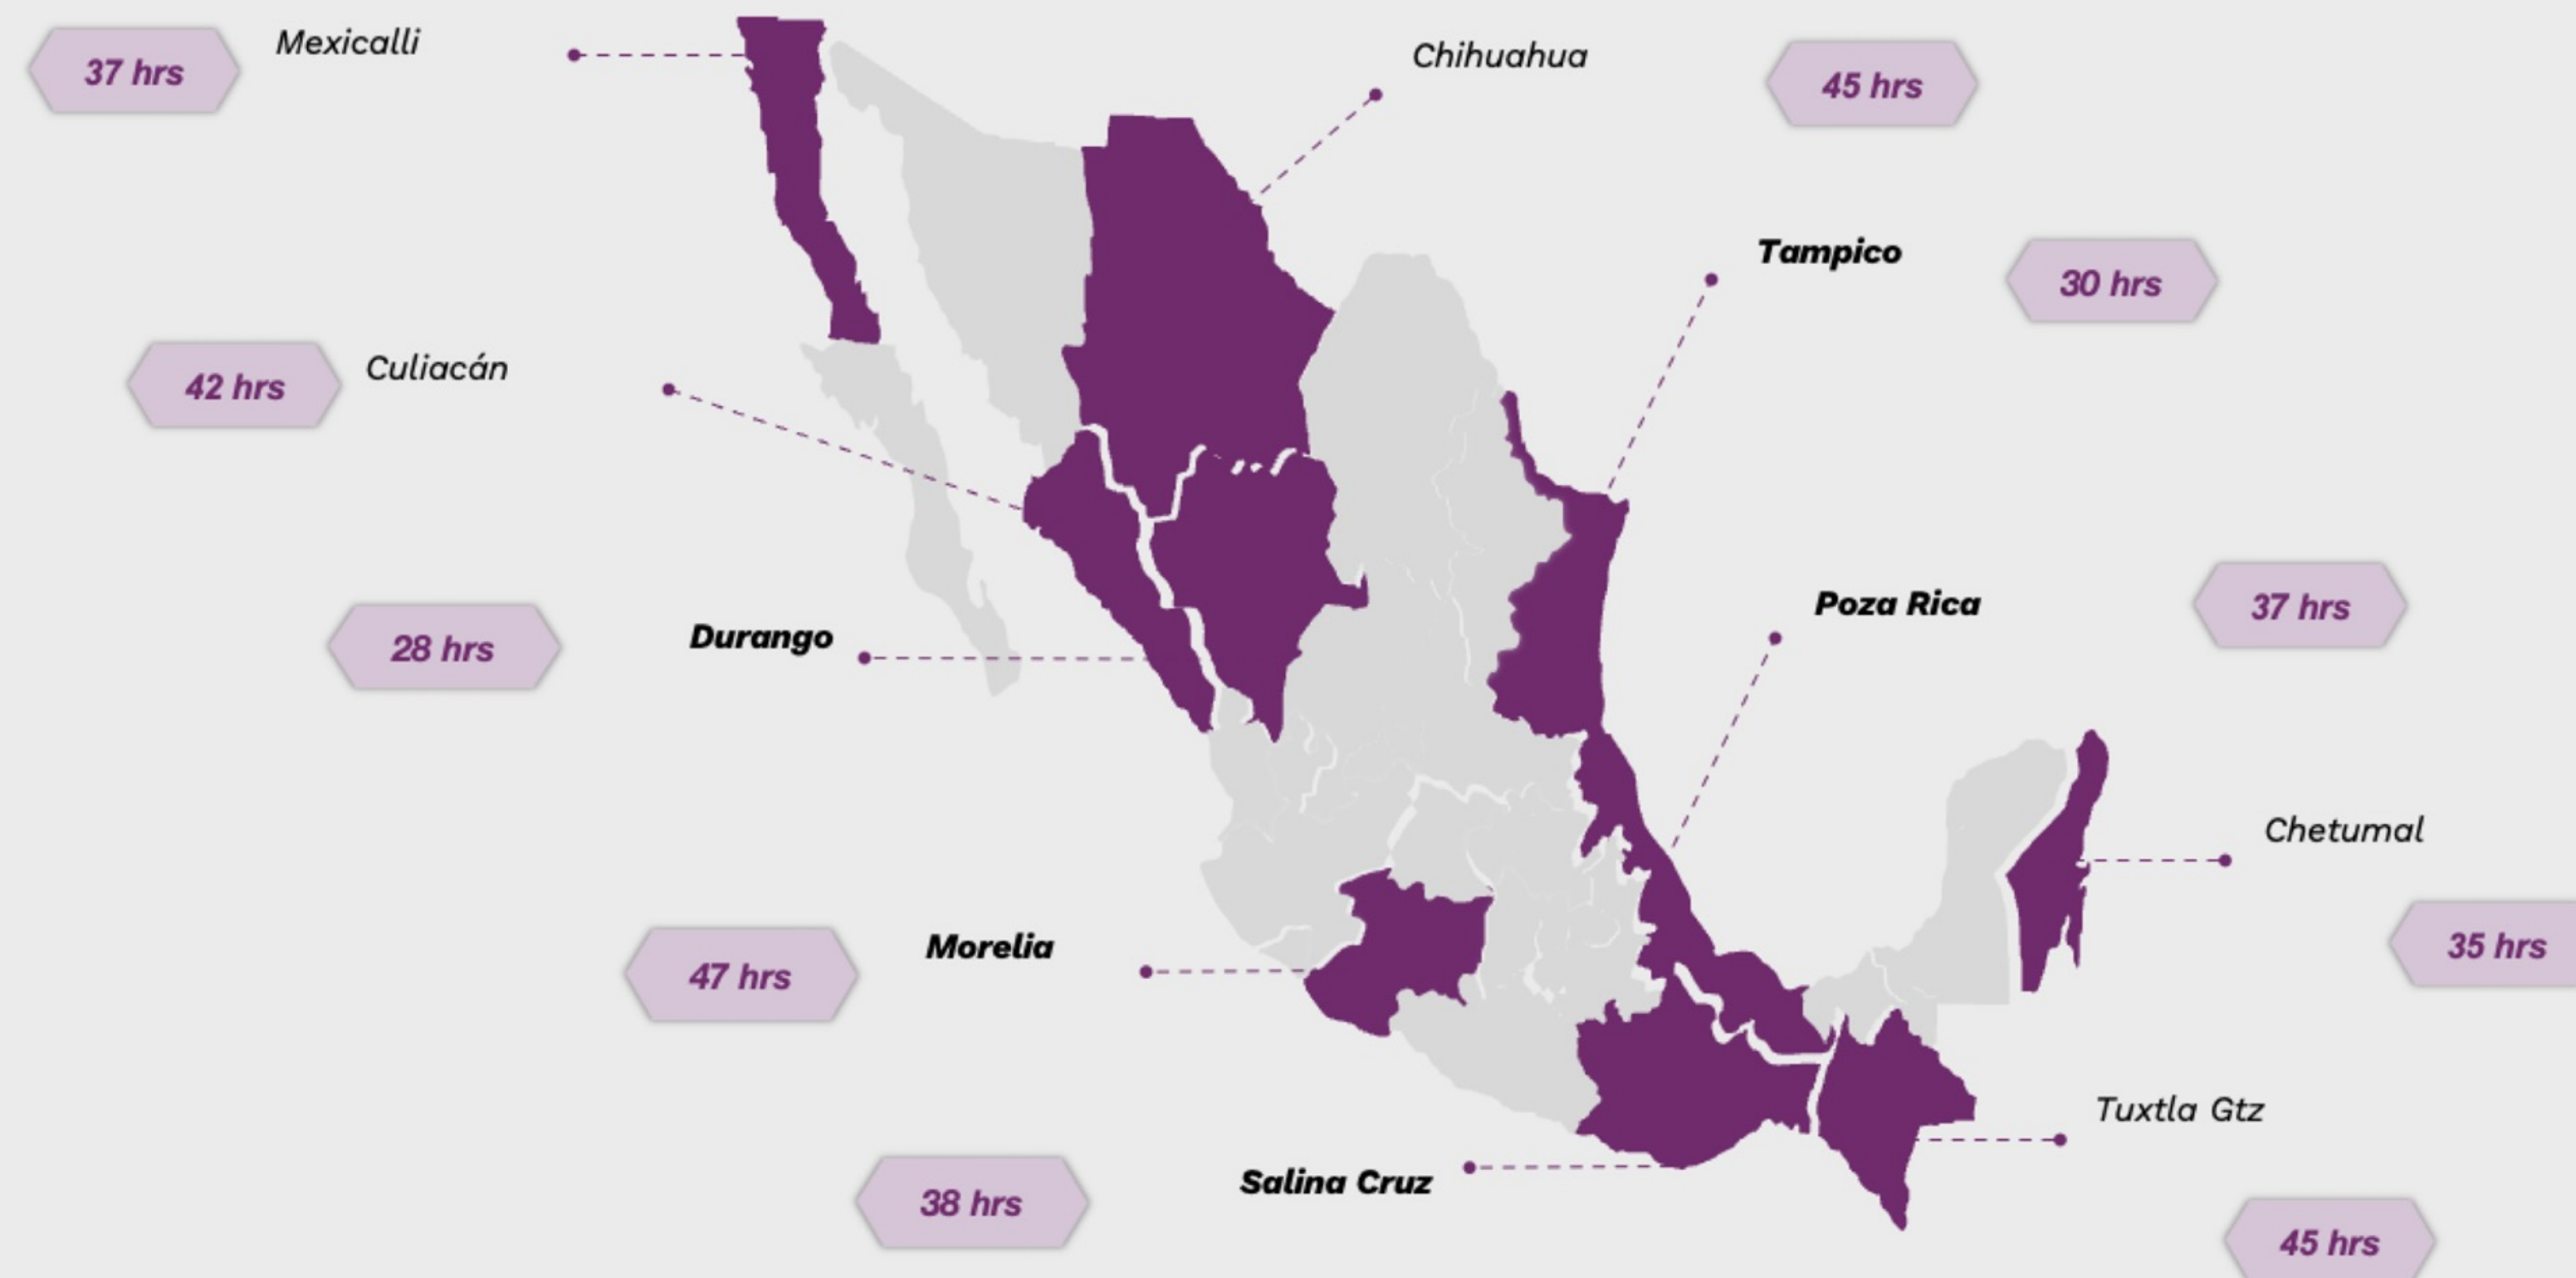 37 hrs
Mexicalli
Chihuahua
45 hrs
Tampico
30 hrs
42 hrs
Culiacán
28 hrs
Durango
Poza Rica
37 hrs
Chetumal
35 hrs
47 hrs
Morelia
Tuxtla Gtz
45 hrs
38 hrs
Salina Cruz